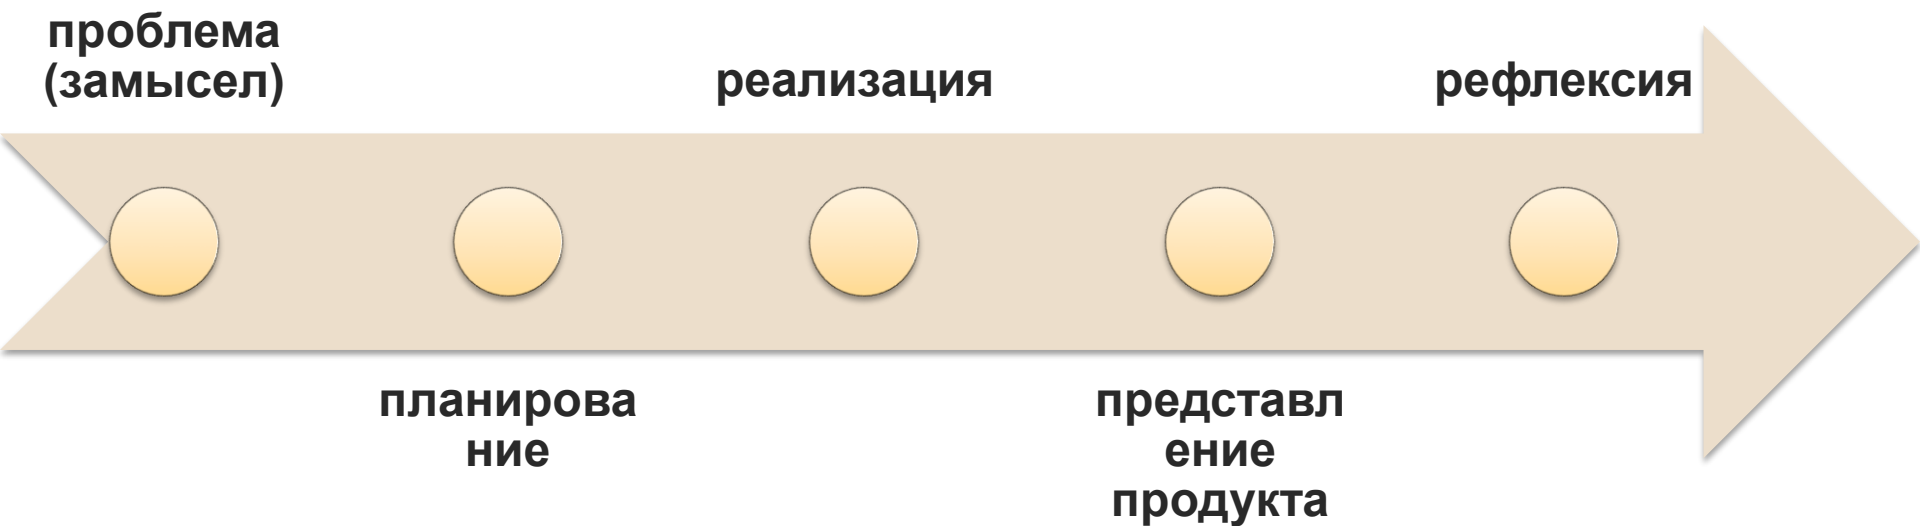 проблема
(замысел)
планирова
ние
реализация
представл
ение
продукта
рефлексия